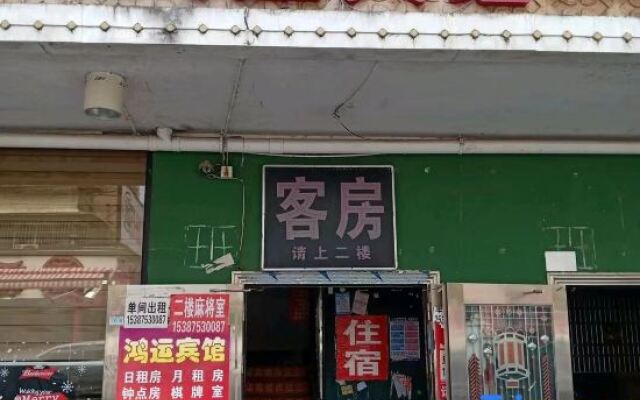 客房
请上二楼
单间出租
15387530087
二楼麻将室
15387530087
鸿运宾馆
日租房 月租房
钟点房 棋牌室
住宿